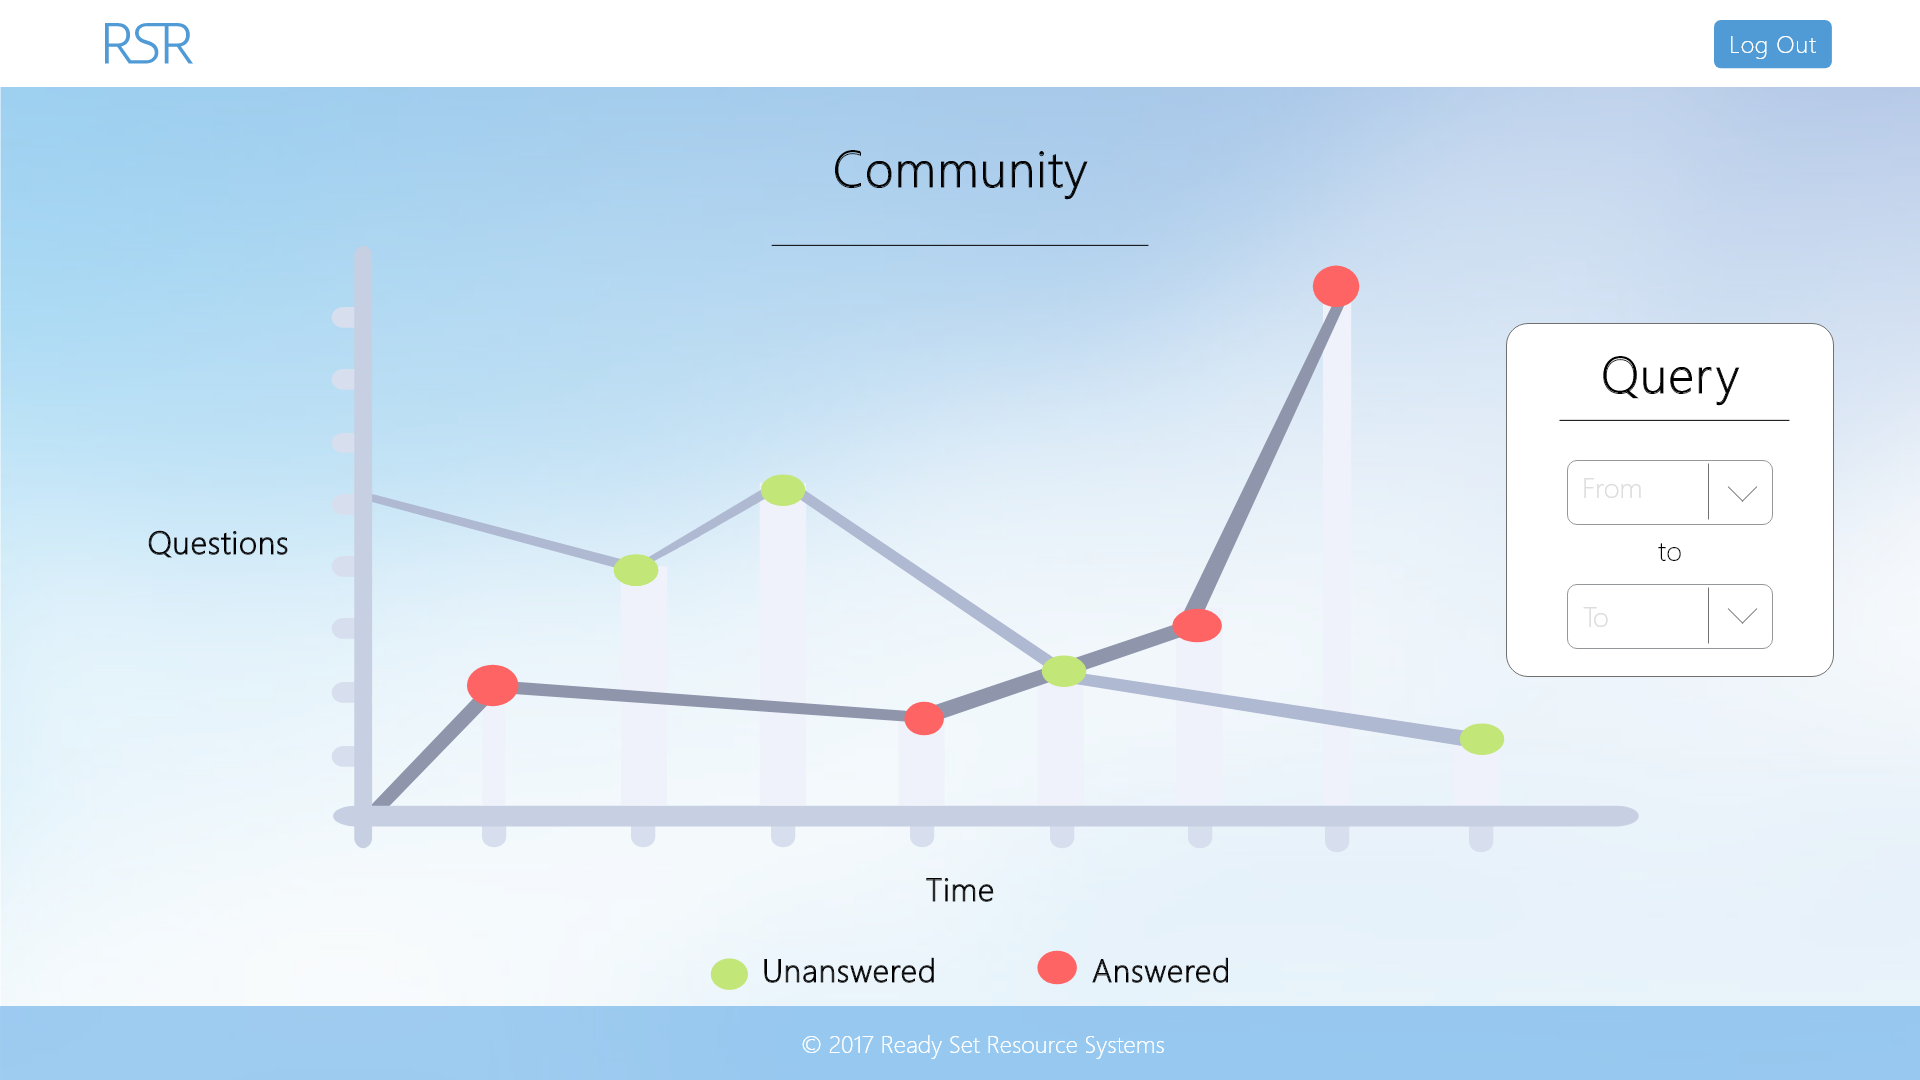 RSR
Log Out
Community
Query
From
Questions
to
To
Time
Unanswered
Answered
© 2017 Ready Set Resource Systems